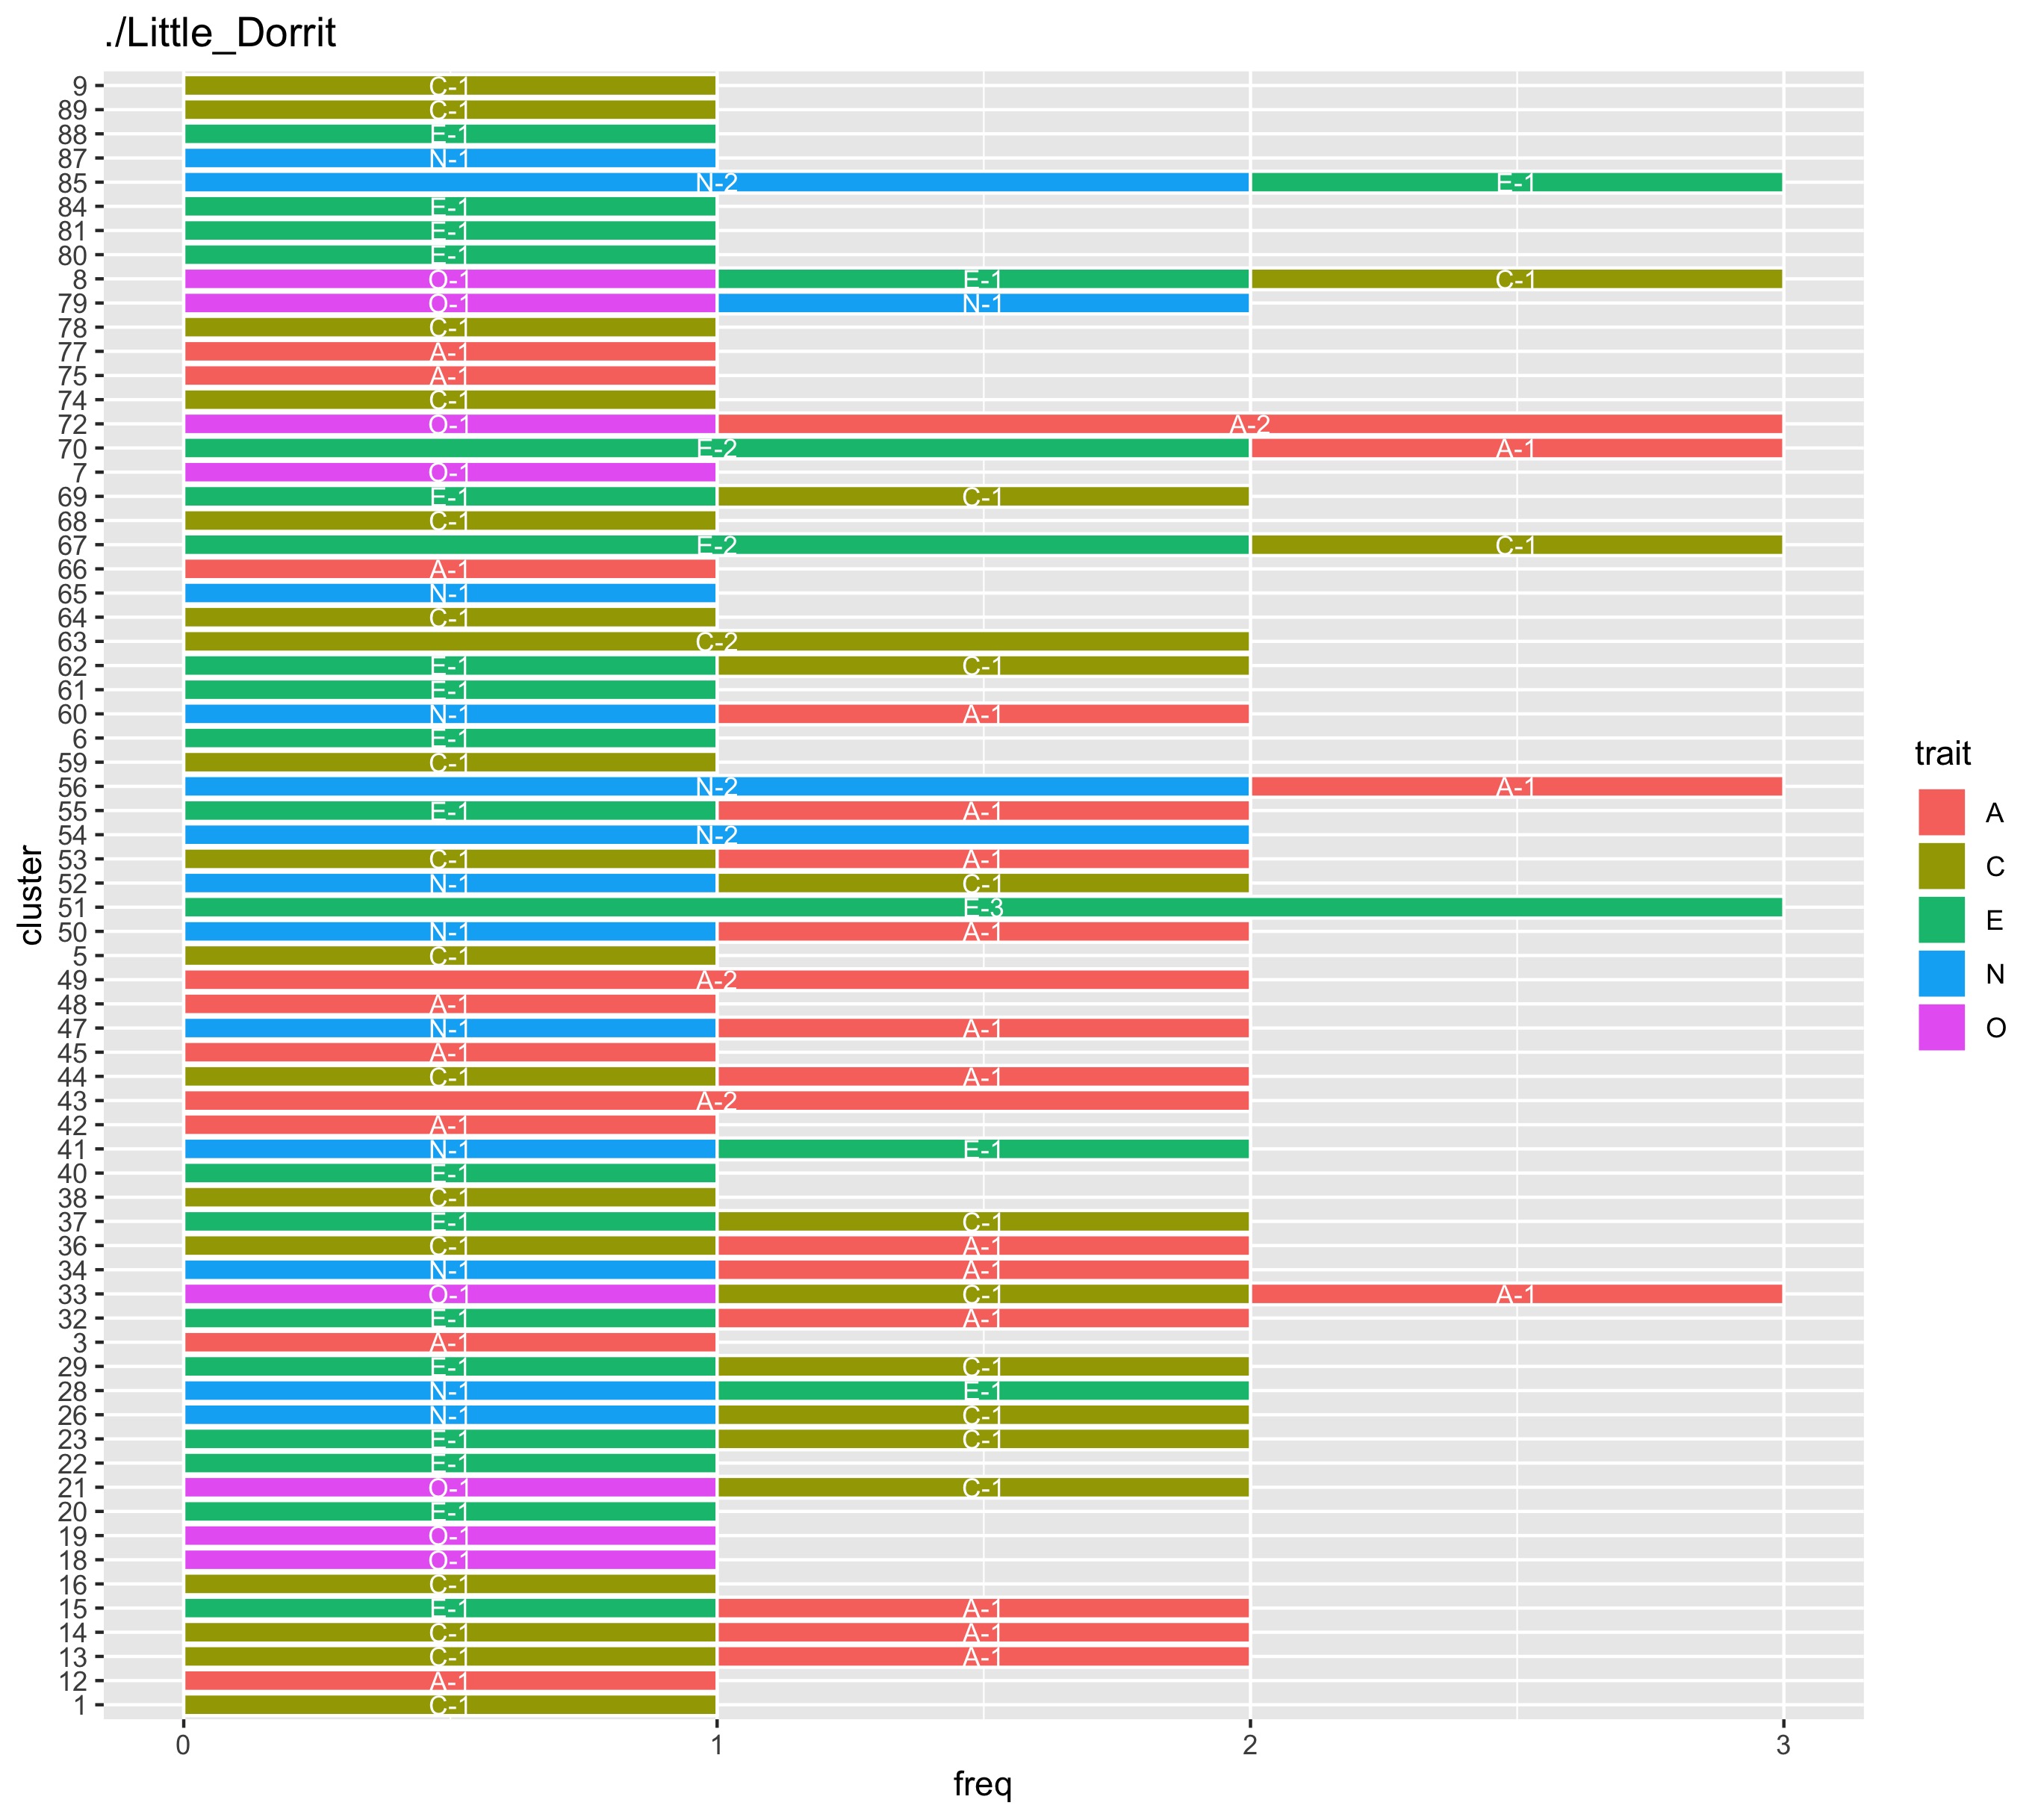 ./Little_Dorrit
9 C-1
89 C-1
88 E-1
87 N-1
85 N-2 E-1
84 E-1
81 E-1
80 E-1
8 O-1 E-1 C-1
79 O-1 N-1
78 C-1
77 A-1
75 A-1
74 C-1
72 O-1 A-2
70 E-2 A-1
7 O-1
69 E-1 C-1
68 C-1
67 E-2 C-1
66 A-1
65 N-1
64 C-1
63 C-2
62 E-1 C-1
61 E-1
60 N-1 A-1
6 E-1
59 C-1
56 N-2 A-1
55 E-1 A-1
54 N-2
53 C-1 A-1
52 N-1 C-1
51 E-3
50 N-1 A-1
5 C-1
49 A-2
48 A-1
47 N-1 A-1
45 A-1
44 C-1 A-1
43 A-2
42 A-1
41 N-1 E-1
40 E-1
38 C-1
37 E-1 C-1
36 C-1 A-1
34 N-1 A-1
33 O-1 C-1 A-1
32 E-1 A-1
3 A-1
29 E-1 C-1
28 N-1 E-1
26 N-1 C-1
23 E-1 C-1
22 E-1
21 O-1 C-1
20 E-1
19 O-1
18 O-1
16 C-1
15 E-1 A-1
14 C-1 A-1
13 C-1 A-1
12 A-1
1 C-1
0 1 2 3
freq
cluster
trait
A
C
E
N
O